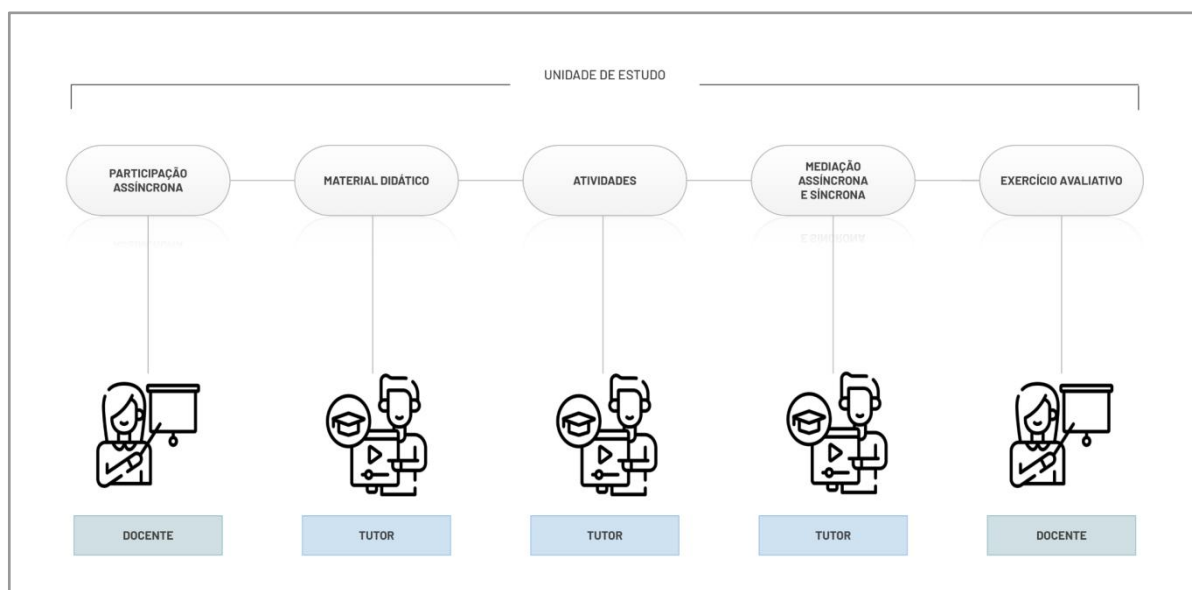 UNIDADE DE ESTUDO
PARTICIPAÇÃO
ASSÍNCRONA
MATERIAL DIDÁTICO
ATIVIDADES
MEDIAÇÃO
ASSÍNCRONA
E SÍNCRONA
EXERCÍCIO AVALIATIVO
DOCENTE
TUTOR
TUTOR
TUTOR
DOCENTE